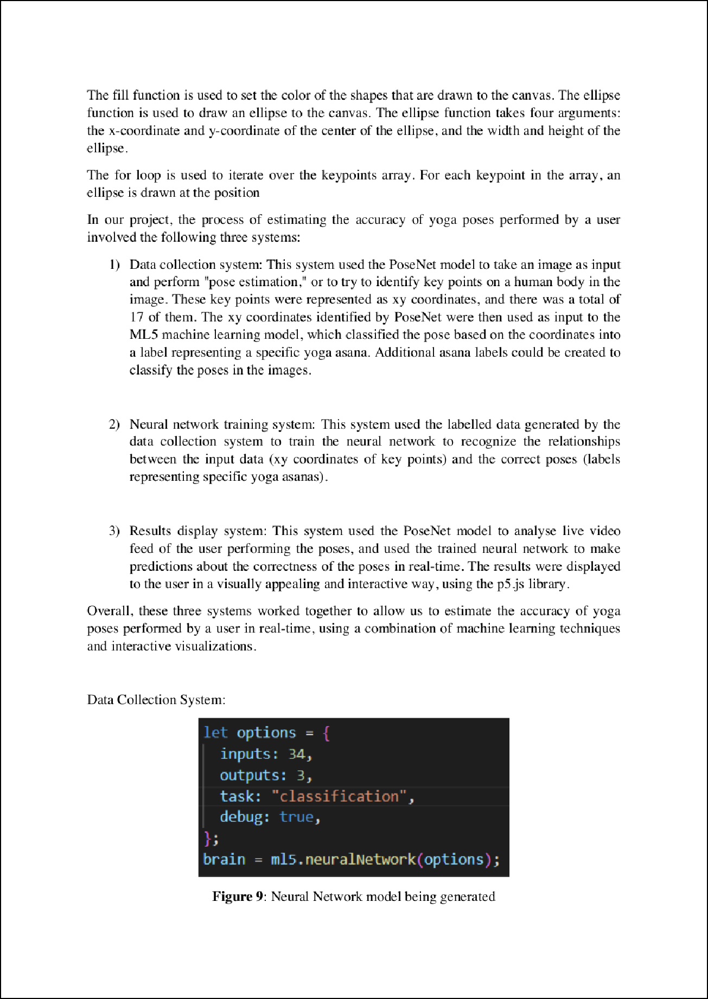 The fill function is used to set the color of the shapes that are drawn to the canvas. The ellipse
function is used to draw an ellipse to the canvas. The ellipse function takes four arguments:
the x-coordinate and y-coordinate of the center of the ellipse, and the width and height of the
ellipse.
The for loop is used to iterate over the keypoints array. For each keypoint in the array, an
ellipse is drawn at the position
In our project, the process of estimating the accuracy of yoga poses performed by a user
involved the following three systems:
1) Data collection system: This system used the PoseNet model to take an image as input
and perform "pose estimation," or to try to identify key points on a human body in the
image. These key points were represented as xy coordinates, and there was a total of
17 of them. The xy coordinates identified by PoseNet were then used as input to the
ML5 machine learning model, which classified the pose based on the coordinates into
a label representing a specific yoga asana. Additional asana labels could be created to
classify the poses in the images.
2) Neural network training system: This system used the labelled data generated by the
data collection system to train the neural network to recognize the relationships
between the input data (xy coordinates of key points) and the correct poses (labels
representing specific yoga asanas).
3) Results display system: This system used the PoseNet model to analyse live video
feed of the user performing the poses, and used the trained neural network to make
predictions about the correctness of the poses in real-time. The results were displayed
to the user in a visually appealing and interactive way, using the p5.js library.
Overall, these three systems worked together to allow us to estimate the accuracy of yoga
poses performed by a user in real-time, using a combination of machine learning techniques
and interactive visualizations.
Data Collection System:
let options = {
inputs: 34,
outputs: 3,
task: "classification",
debug: true,
};
brain = ml5.neuralNetwork(options);
Figure 9: Neural Network model being generated